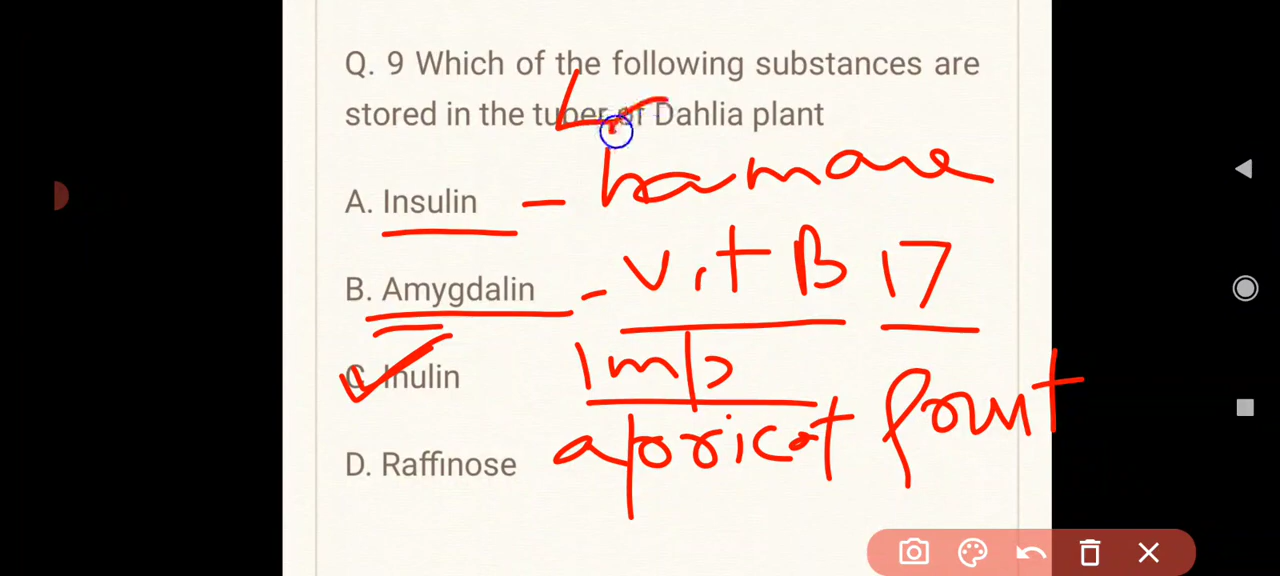 Q. 9 Which of the following substances are
stored in the tuber of Dahlia plant
A. Insulin – hormone
B. Amygdalin – vit B 17
Imp
C. Inulin
apricot fruit
D. Raffinose